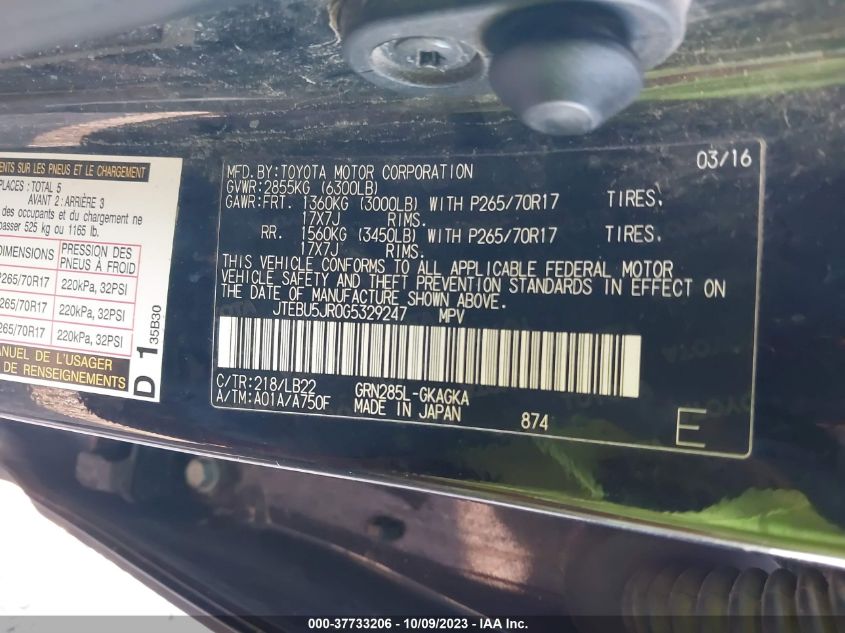 ENTS SUR LES PNEUS ET LE CHARGEMENT
PLACES : TOTAL 5
AVANT 2 : ARRIÈRE 3
des occupants et du chargement ne
passer 525 kg ou 1165 lb.
DIMENSIONS PRESSION DES PNEUS À FROID
P265/70R17 220kPa, 32PSI
265/70R17 220kPa, 32PSI
265/70R17 220kPa, 32PSI
ANUEL DE L'USAGER
DE RENSEIGNEMENTS
D 1 35B30
MFD.BY:TOYOTA MOTOR CORPORATION 03/16
GVWR:2855KG (6300LB)
GAWR:FRT. 1360KG (3000LB) WITH P265/70R17 TIRES,
17X7J RIMS.
RR. 1560KG (3450LB) WITH P265/70R17 TIRES,
17X7J RIMS.
THIS VEHICLE CONFORMS TO ALL APPLICABLE FEDERAL MOTOR
VEHICLE SAFETY AND THEFT PREVENTION STANDARDS IN EFFECT ON
THE DATE OF MANUFACTURE SHOWN ABOVE.
JTEBU5JR0G5329247 MPV
C/TR:218/LB22 GRN285L-GKAGKA
A/TM:A01A/A750F MADE IN JAPAN 874
E
000-37733206 - 10/09/2023 - IAA Inc.